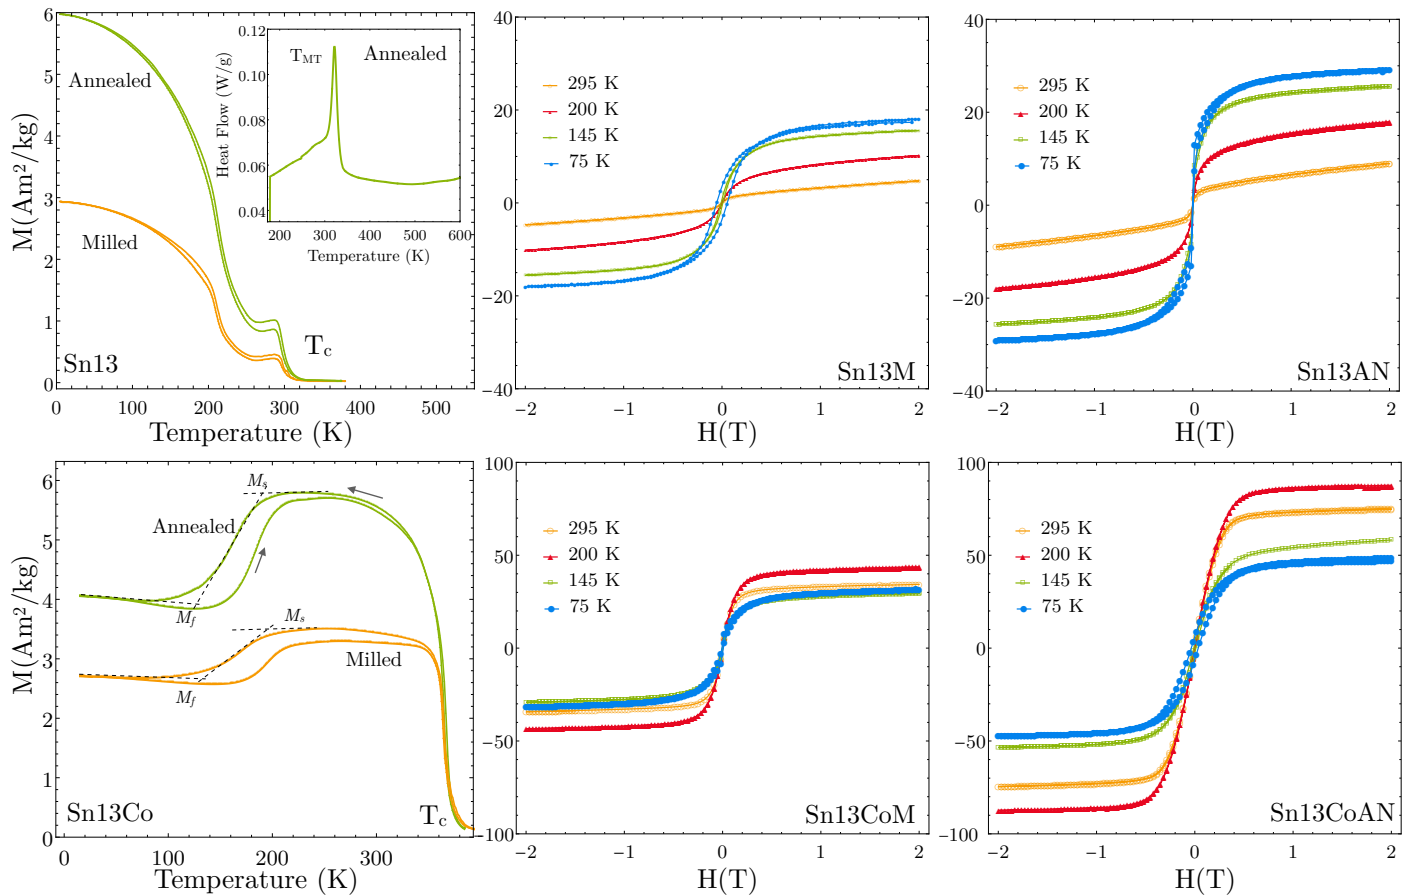 6
5
4
3
2
1
0
M(Am²/kg)
0 100 200 300 400 500
Temperature (K)
Annealed
Milled
Sn13
T_c
0.12
0.10
0.08
0.06
0.04
Heat Flow (W/g)
T_MT
Annealed
200 300 400 500 600
Temperature (K)
40
20
0
−20
−40
295 K
200 K
145 K
75 K
Sn13M
−2 −1 0 1 2
H(T)
40
20
0
−20
−40
295 K
200 K
145 K
75 K
Sn13AN
−2 −1 0 1 2
H(T)
6
5
4
3
2
1
0
M(Am²/kg)
M_s
Annealed
M_f
M_s
Milled
M_f
Sn13Co
T_c
0 100 200 300
Temperature (K)
100
50
0
−50
−100
295 K
200 K
145 K
75 K
Sn13CoM
−2 −1 0 1 2
H(T)
100
50
0
−50
−100
295 K
200 K
145 K
75 K
Sn13CoAN
−2 −1 0 1 2
H(T)